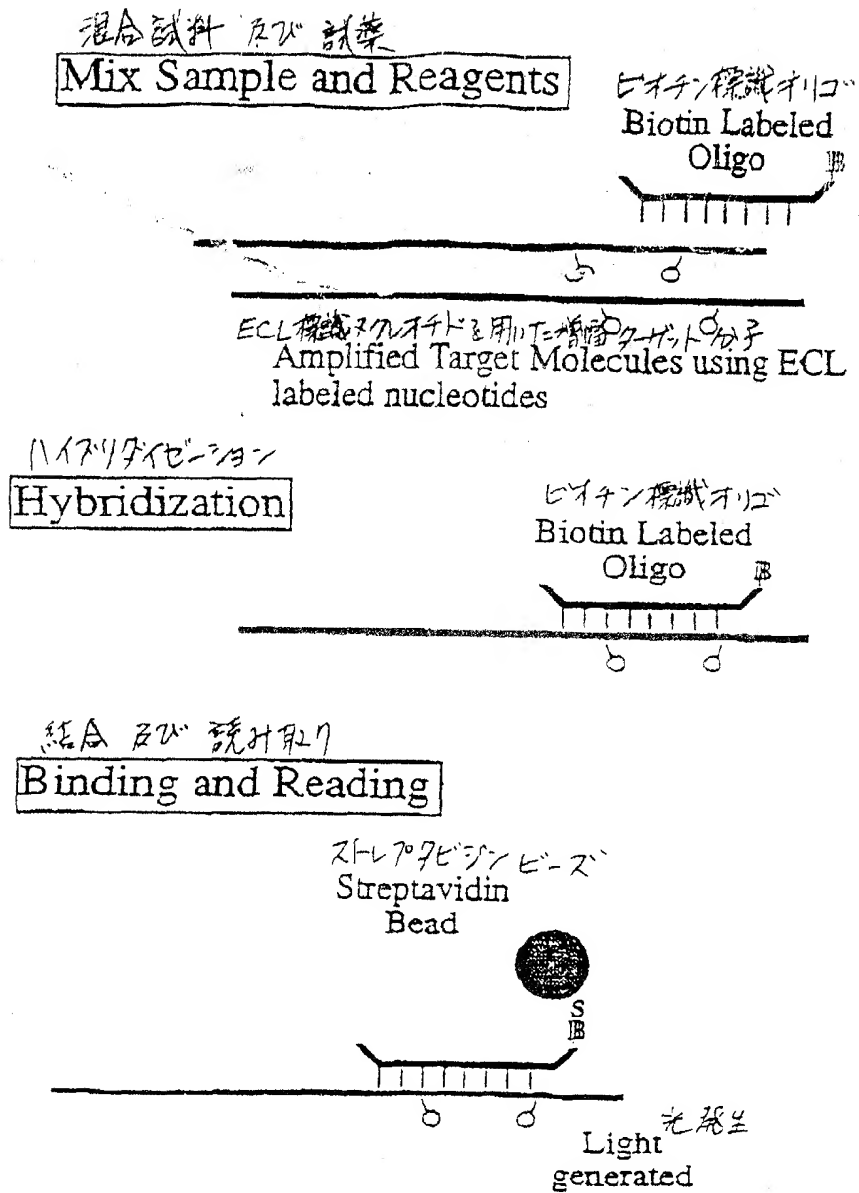 混合試料 及び 試薬
Mix Sample and Reagents
ビオチン標識オリゴ
Biotin Labeled
Oligo
B
ECL標識ヌクレオチドを用いた増幅ターゲット分子
Amplified Target Molecules using ECL
labeled nucleotides
ハイブリダイゼーション
Hybridization
ビオチン標識オリゴ
Biotin Labeled
Oligo
B
結合 及び 読み取り
Binding and Reading
ストレプタビジン ビーズ
Streptavidin
Bead
S
B
光発生
Light
generated